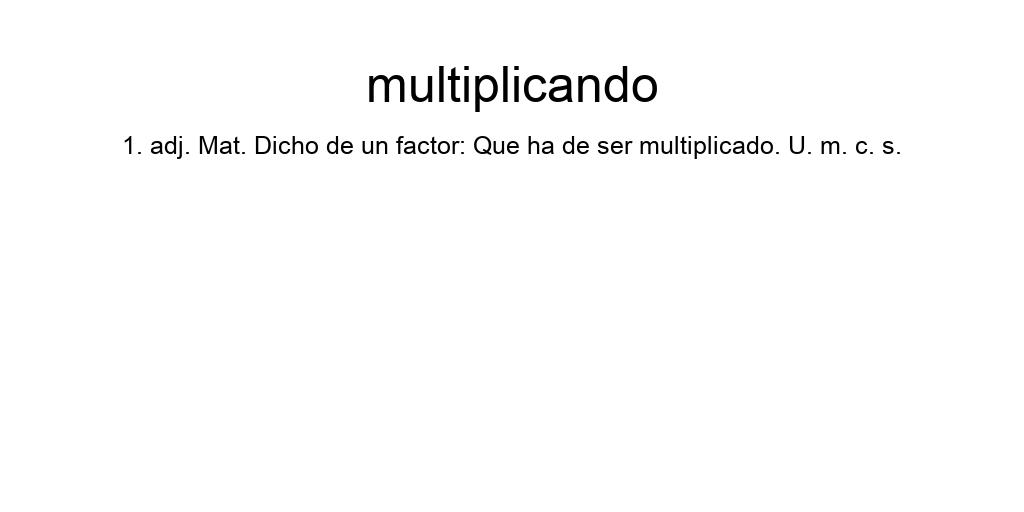 multiplicando
1. adj. Mat. Dicho de un factor: Que ha de ser multiplicado. U. m. c. s.